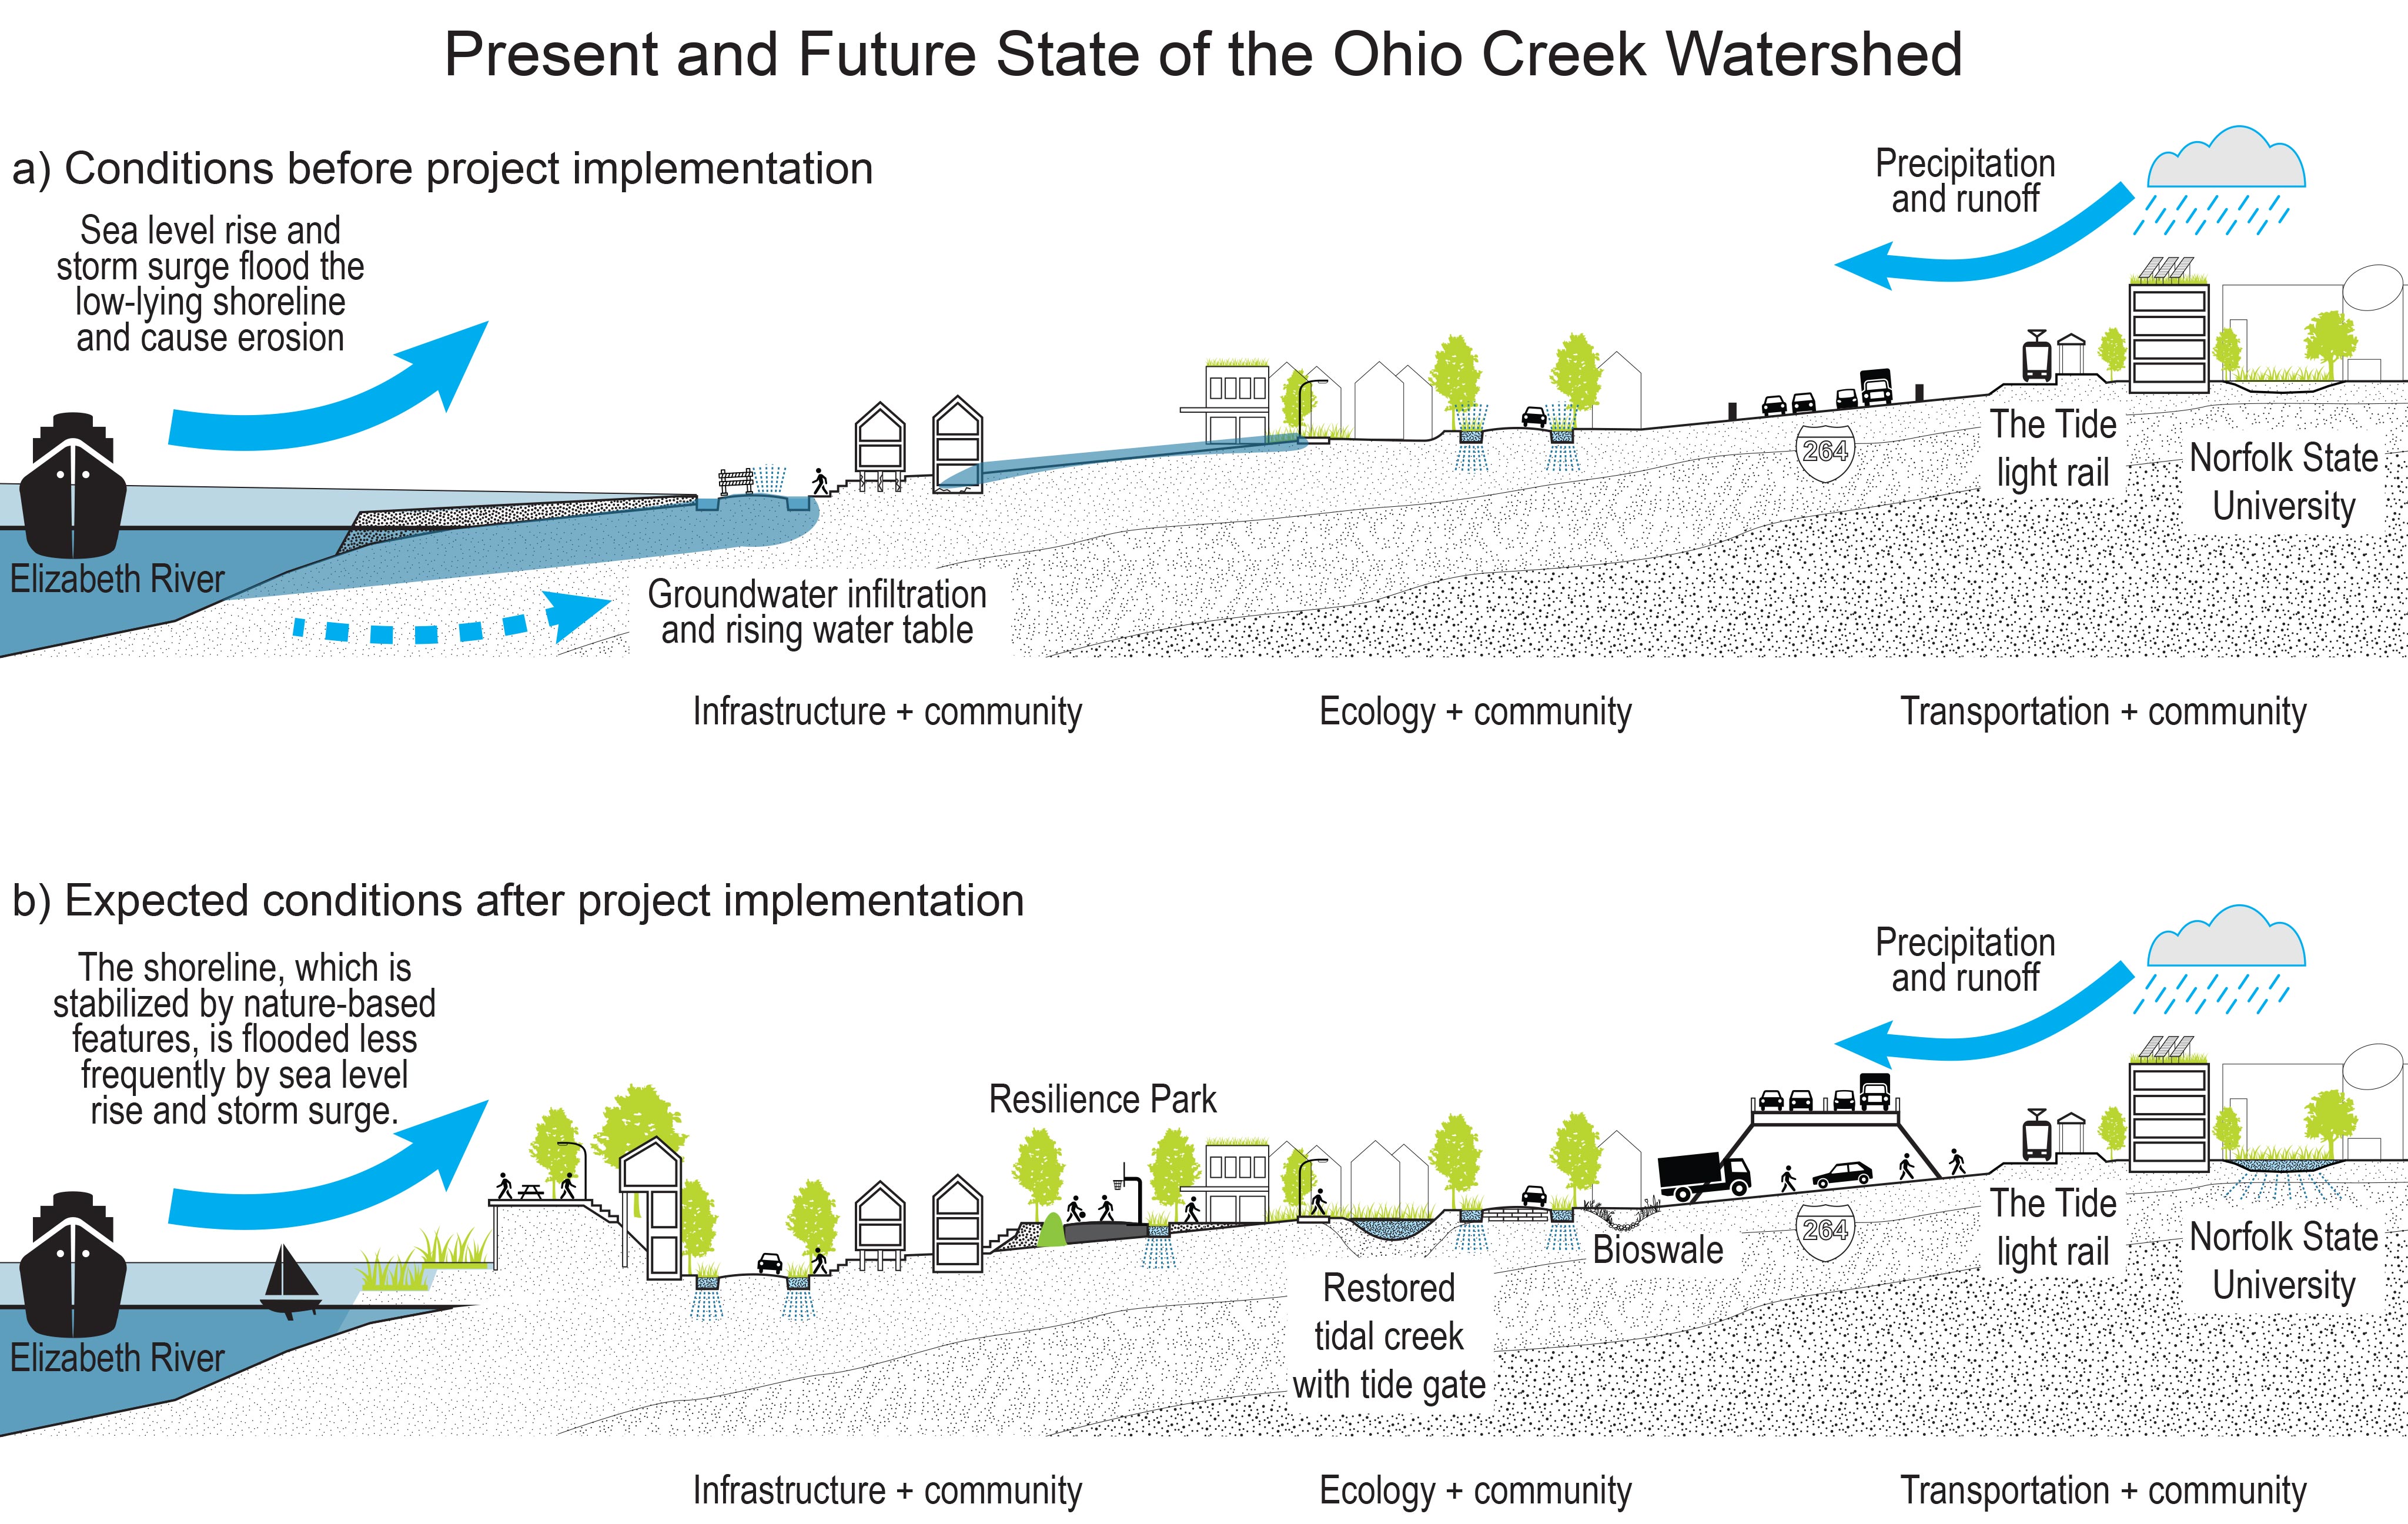 Present and Future State of the Ohio Creek Watershed
a) Conditions before project implementation
Sea level rise and
storm surge flood the
low-lying shoreline
and cause erosion
Precipitation
and runoff
Elizabeth River
Groundwater infiltration
and rising water table
264
The Tide
light rail
Norfolk State
University
Infrastructure + community
Ecology + community
Transportation + community
b) Expected conditions after project implementation
The shoreline, which is
stabilized by nature-based
features, is flooded less
frequently by sea level
rise and storm surge.
Precipitation
and runoff
Resilience Park
Elizabeth River
Restored
tidal creek
with tide gate
Bioswale
264
The Tide
light rail
Norfolk State
University
Infrastructure + community
Ecology + community
Transportation + community